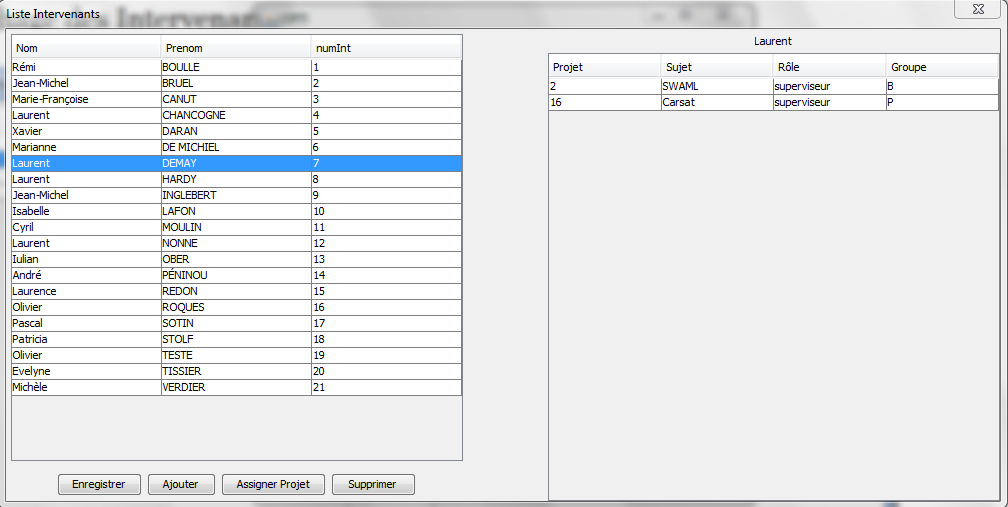 Liste Intervenants
Nom Prenom numInt
Rémi BOULLE 1
Jean-Michel BRUEL 2
Marie-Françoise CANUT 3
Laurent CHANCOGNE 4
Xavier DARAN 5
Marianne DE MICHIEL 6
Laurent DEMAY 7
Laurent HARDY 8
Jean-Michel INGLEBERT 9
Isabelle LAFON 10
Cyril MOULIN 11
Laurent NONNE 12
Iulian OBER 13
André PÉNINOU 14
Laurence REDON 15
Olivier ROQUES 16
Pascal SOTIN 17
Patricia STOLF 18
Olivier TESTE 19
Evelyne TISSIER 20
Michèle VERDIER 21
Enregistrer Ajouter Assigner Projet Supprimer
Laurent
Projet Sujet Rôle Groupe
2 SWAML superviseur B
16 Carsat superviseur P